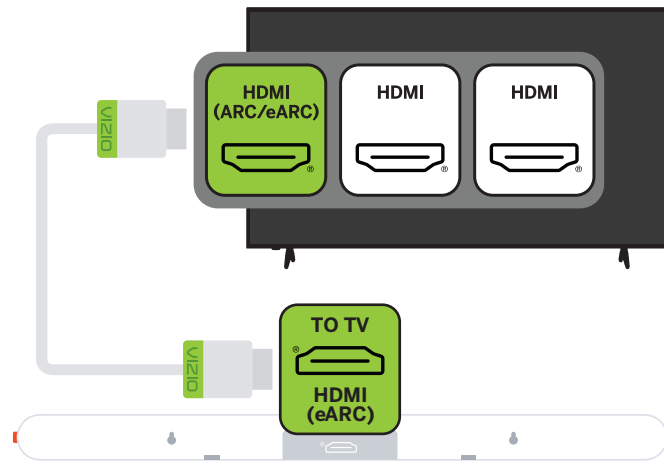 HDMI
(ARC/eARC)
HDMI
HDMI
VIZIO
TO TV
HDMI
(eARC)
VIZIO